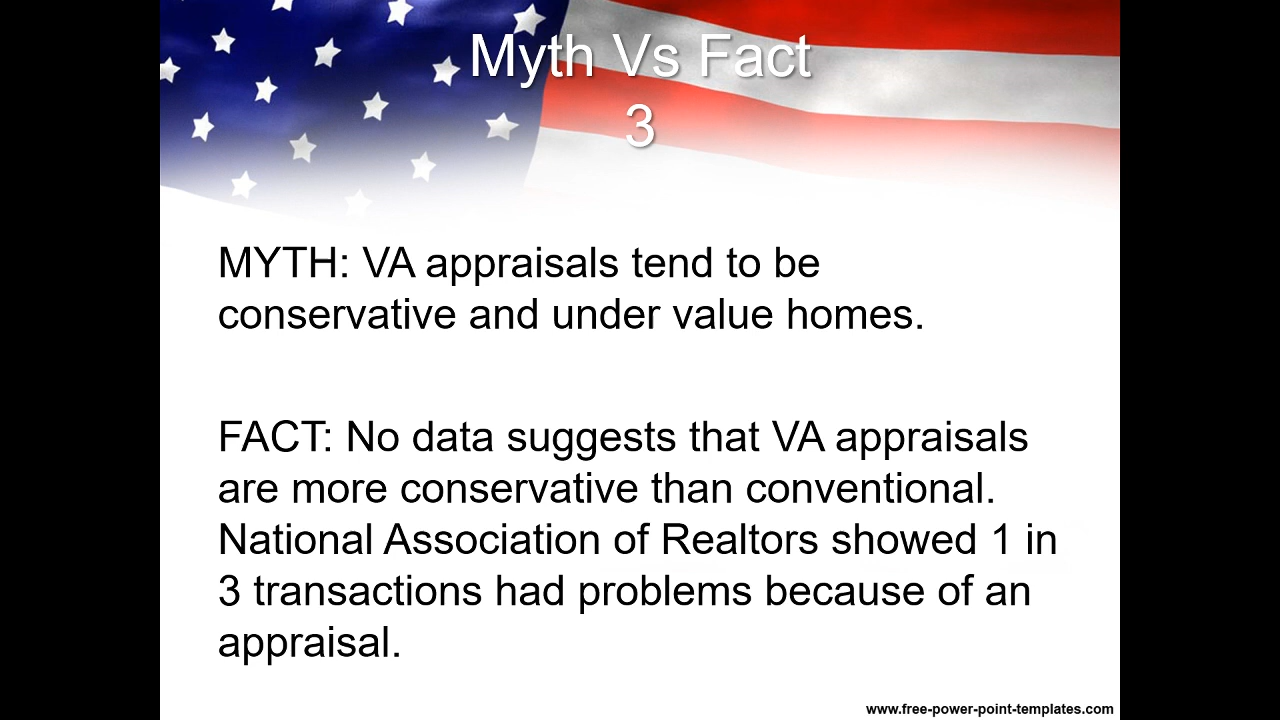 Myth Vs Fact
3
MYTH: VA appraisals tend to be
conservative and under value homes.
FACT: No data suggests that VA appraisals
are more conservative than conventional.
National Association of Realtors showed 1 in
3 transactions had problems because of an
appraisal.
www.free-power-point-templates.com